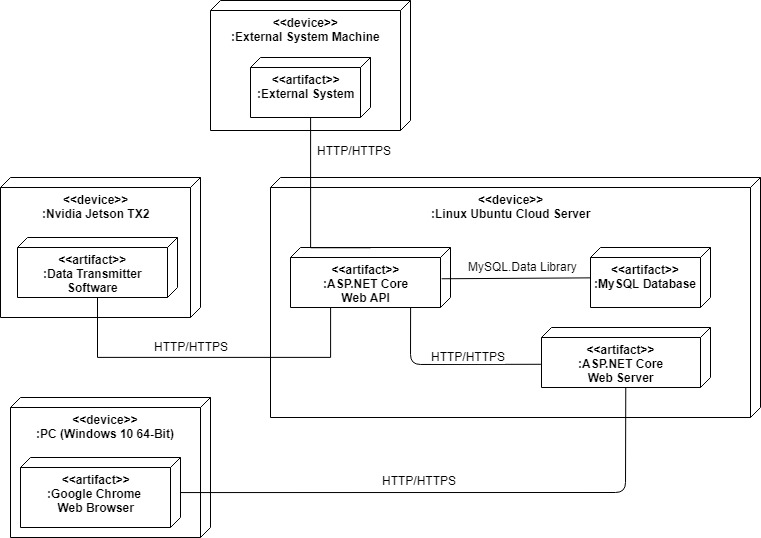 <<device>>
:External System Machine
<<artifact>>
:External System
HTTP/HTTPS
<<device>>
:Nvidia Jetson TX2
<<artifact>>
:Data Transmitter
Software
<<device>>
:Linux Ubuntu Cloud Server
<<artifact>>
:ASP.NET Core
Web API
MySQL.Data Library
<<artifact>>
:MySQL Database
HTTP/HTTPS
HTTP/HTTPS
<<artifact>>
:ASP.NET Core
Web Server
<<device>>
:PC (Windows 10 64-Bit)
<<artifact>>
:Google Chrome
Web Browser
HTTP/HTTPS